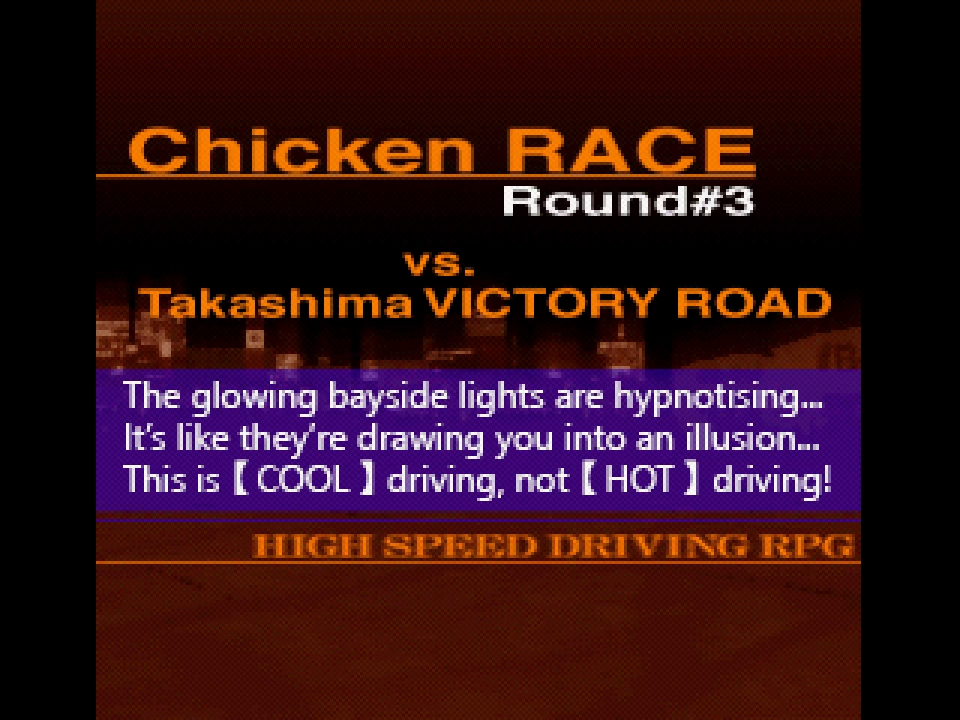 Chicken RACE
Round#3
vs.
Takashima VICTORY ROAD
The glowing bayside lights are hypnotising...
It's like they're drawing you into an illusion...
This is【COOL】driving, not【HOT】driving!
HIGH SPEED DRIVING RPG